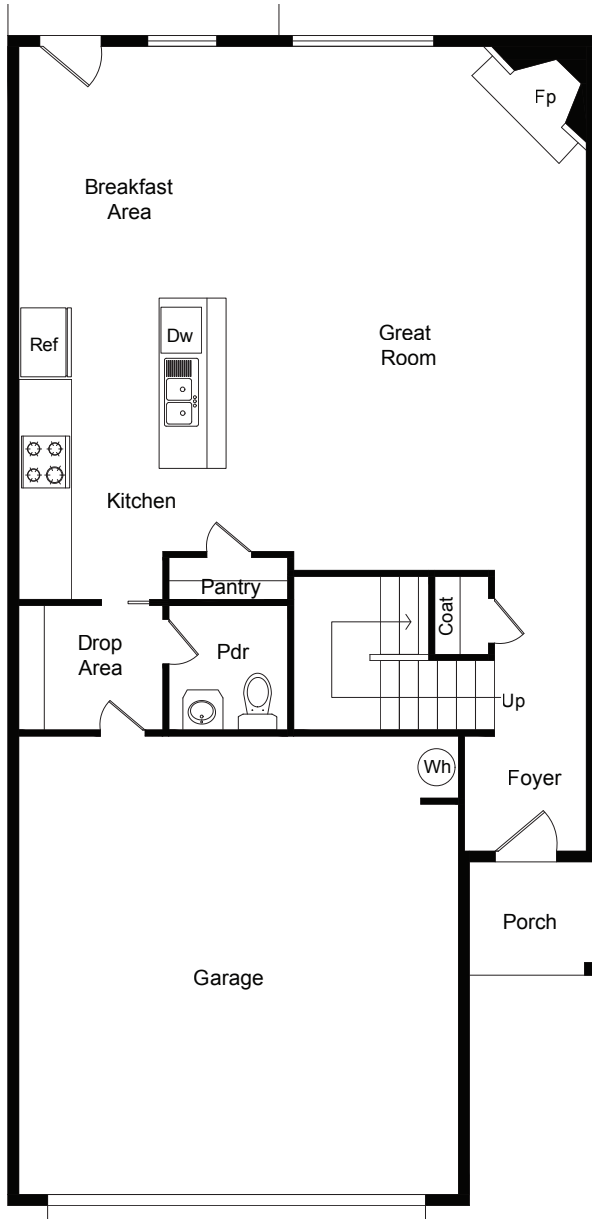 Fp
Breakfast
Area
Ref
Dw
Great
Room
Kitchen
Pantry
Coat
Drop
Area
Pdr
Up
Wh
Foyer
Porch
Garage